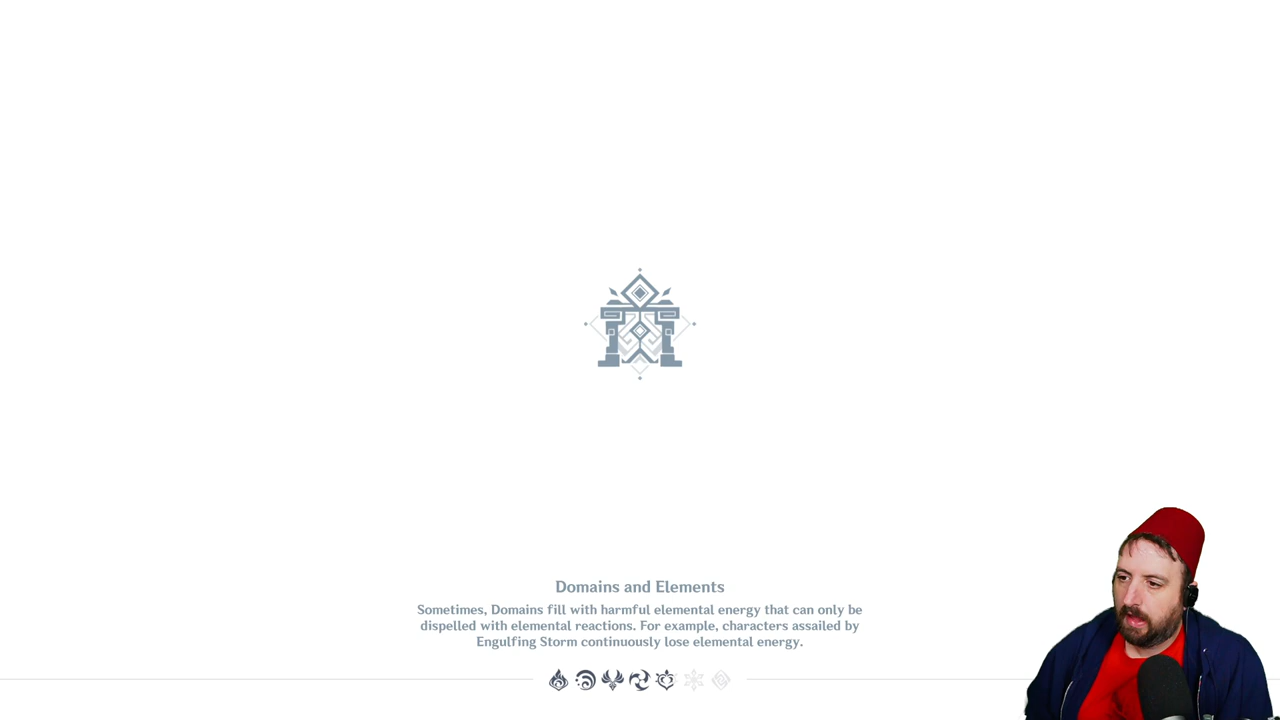 Domains and Elements
Sometimes, Domains fill with harmful elemental energy that can only be
dispelled with elemental reactions. For example, characters assailed by
Engulfing Storm continuously lose elemental energy.